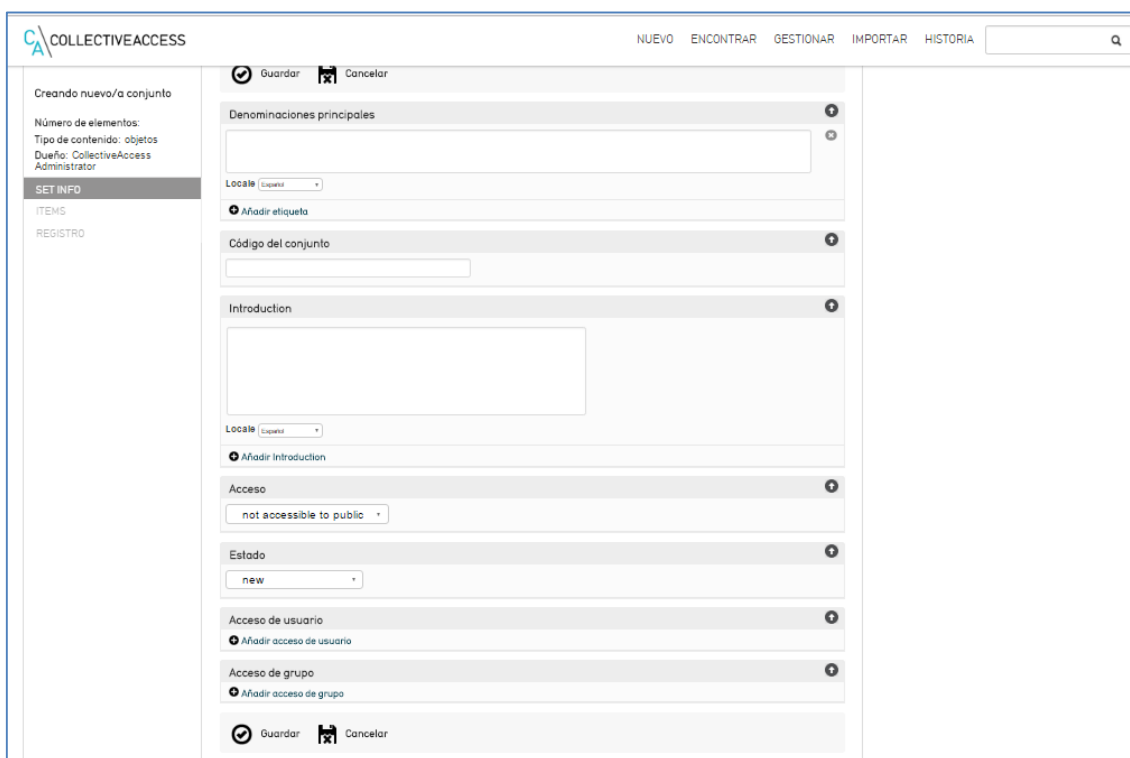 CA COLLECTIVEACCESS
NUEVO ENCONTRAR GESTIONAR IMPORTAR HISTORIA
Guardar Cancelar
Creando nuevo/a conjunto
Número de elementos:
Tipo de contenido: objetos
Dueño: CollectiveAccess
Administrator
SET INFO
ITEMS
REGISTRO
Denominaciones principales
Locale Español
Añadir etiqueta
Código del conjunto
Introduction
Locale Español
Añadir Introduction
Acceso
not accessible to public
Estado
new
Acceso de usuario
Añadir acceso de usuario
Acceso de grupo
Añadir acceso de grupo
Guardar Cancelar